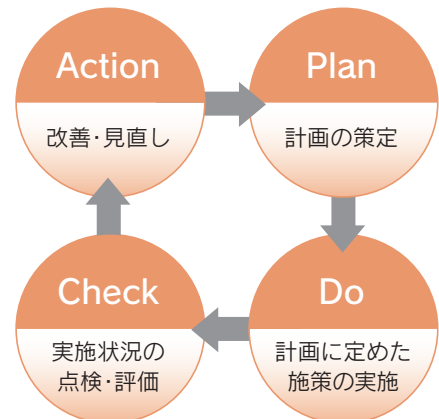 Action
改善・見直し
Plan
計画の策定
Check
実施状況の
点検・評価
Do
計画に定めた
施策の実施